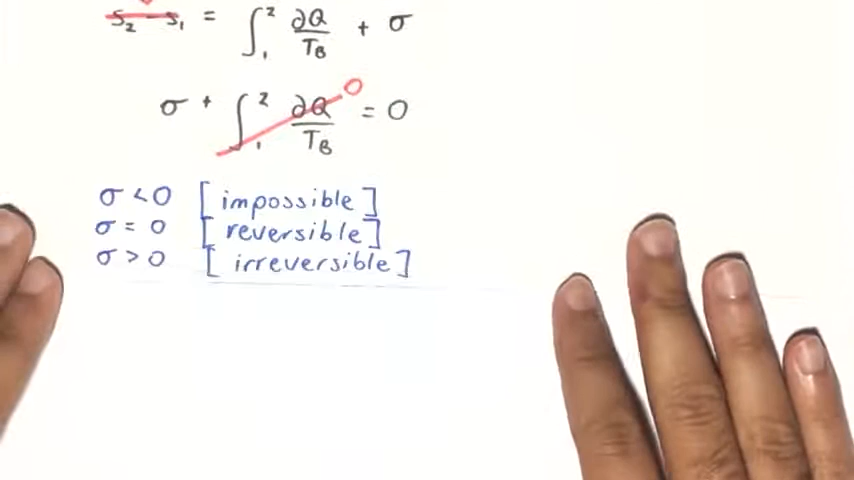 S₂ - S₁ = ∫₁² ∂Q/T_B + σ
σ + ∫₁² ∂Q/T_B = 0 0
σ < 0 [impossible]
σ = 0 [reversible]
σ > 0 [irreversible]